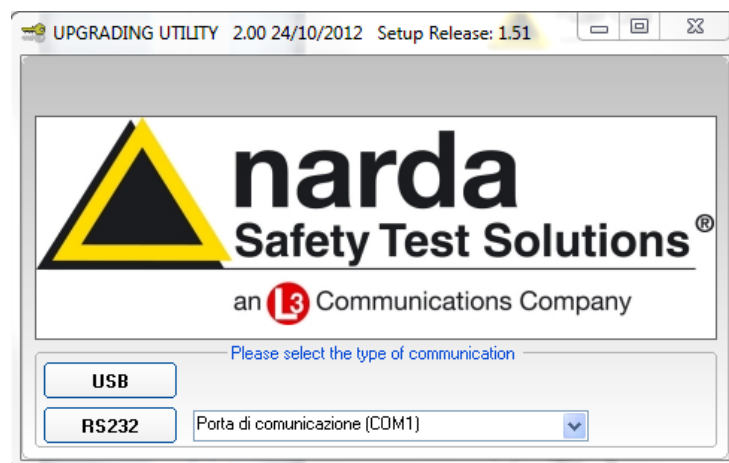 UPGRADING UTILITY 2.00 24/10/2012 Setup Release: 1.51
narda
Safety Test Solutions®
an L3 Communications Company
Please select the type of communication
USB
RS232 Porta di comunicazione (COM1)